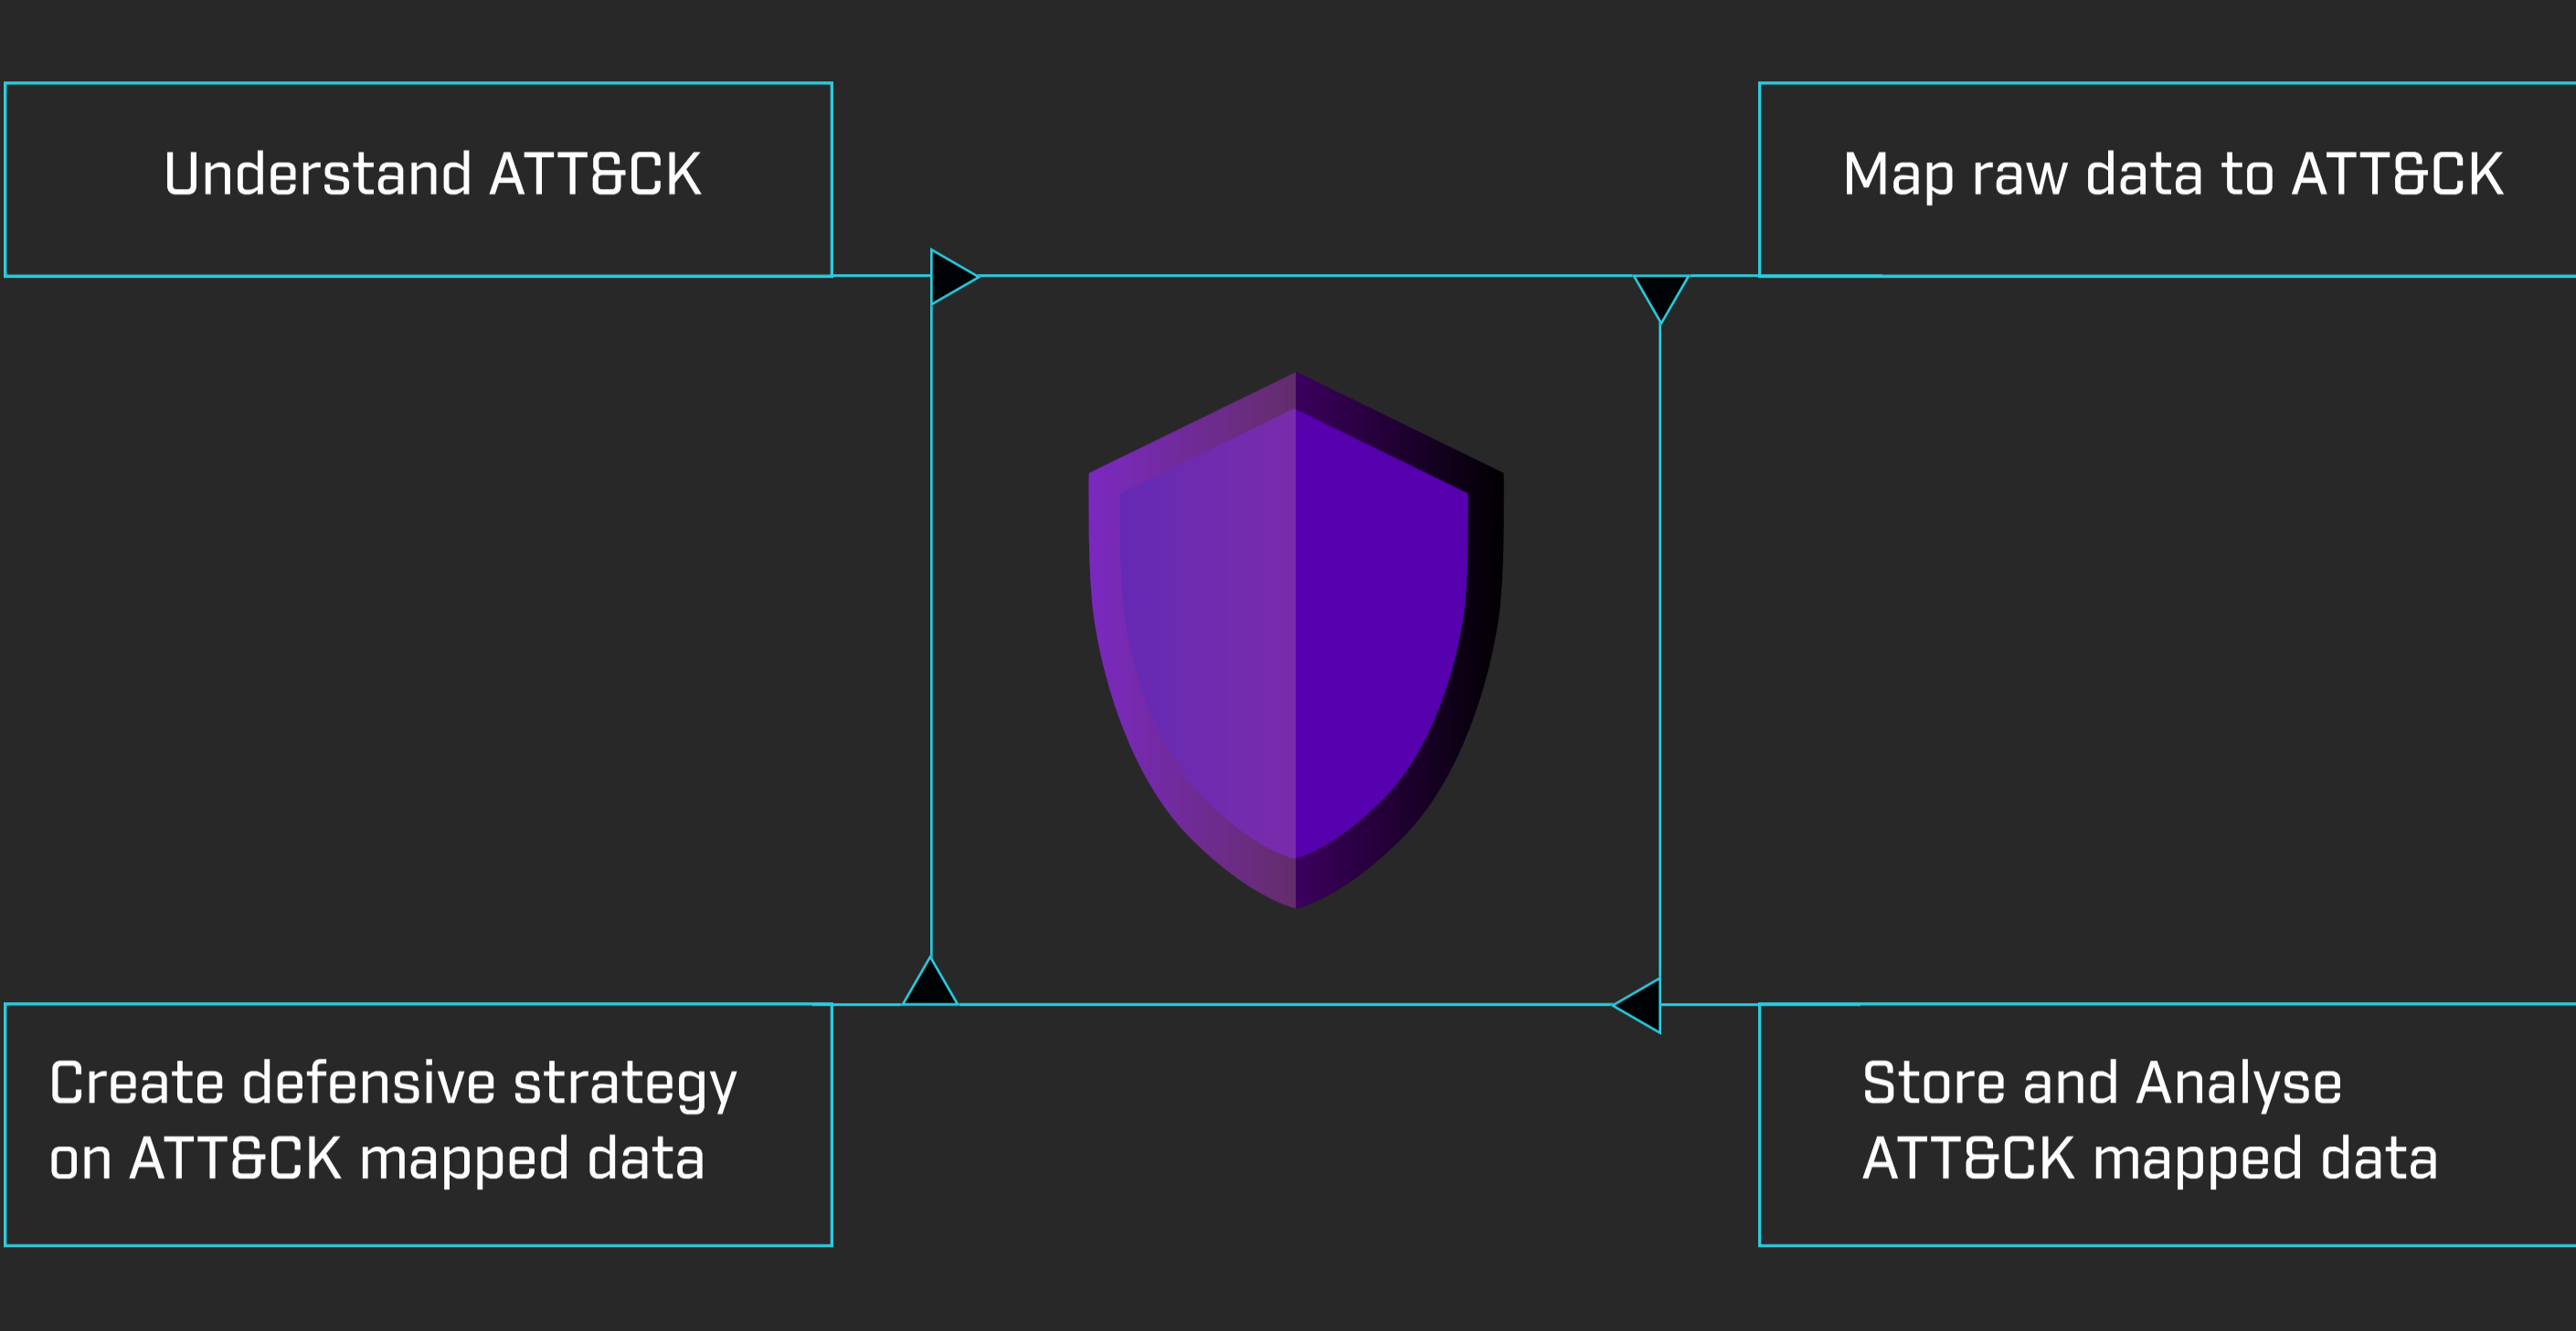 Understand ATT&CK
Map raw data to ATT&CK
Create defensive strategy
on ATT&CK mapped data
Store and Analyse
ATT&CK mapped data